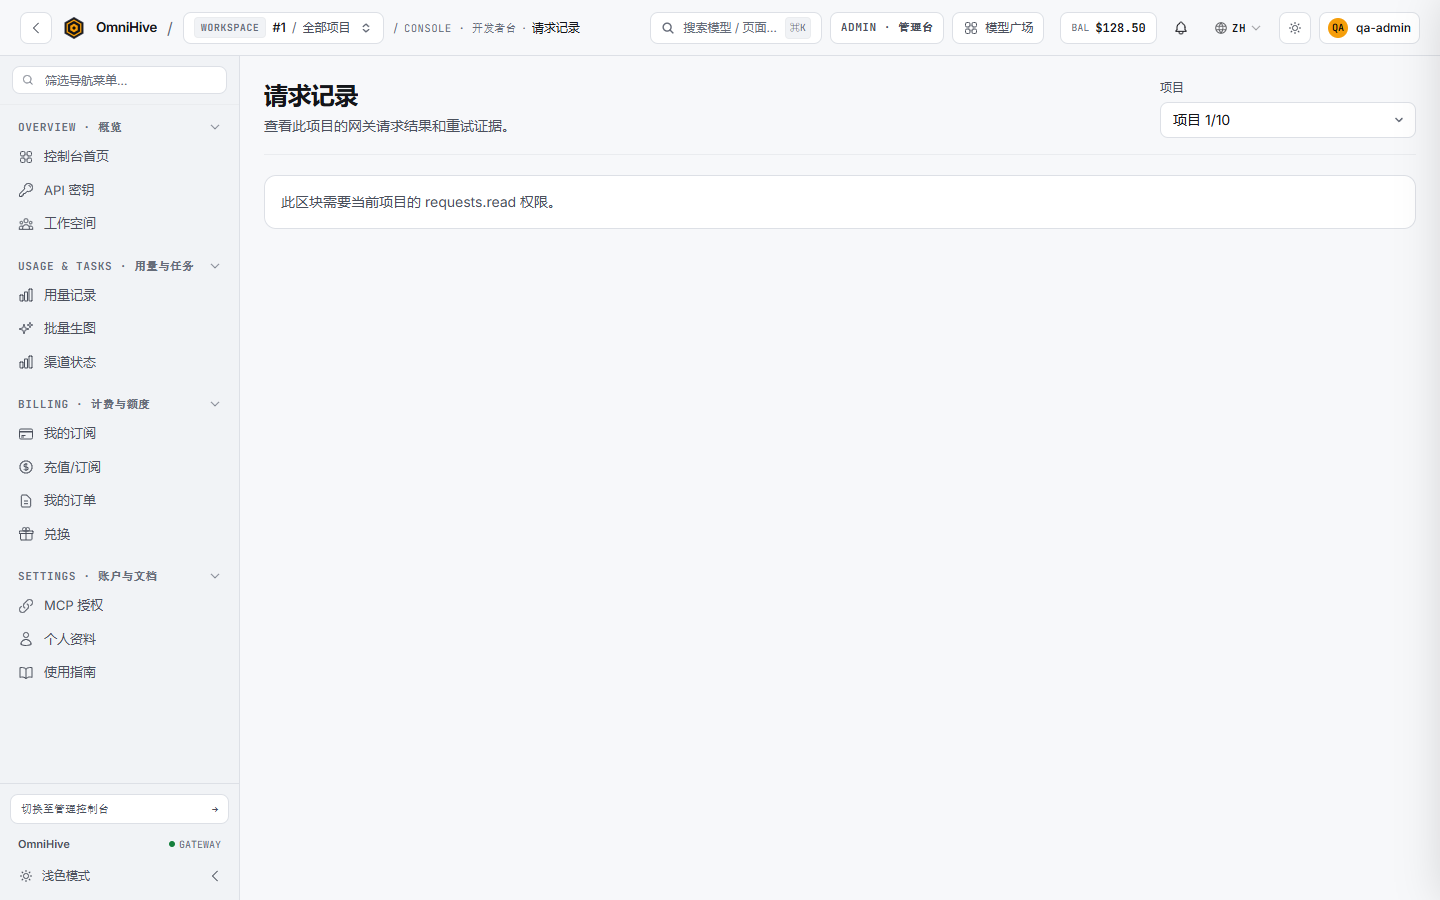 OmniHive / WORKSPACE #1 / 全部项目 / CONSOLE · 开发者台 · 请求记录 搜索模型 / 页面... ⌘K ADMIN · 管理台 模型广场 BAL $128.50 ZH QA qa-admin
筛选导航菜单...
OVERVIEW · 概览
控制台首页
API 密钥
工作空间
USAGE & TASKS · 用量与任务
用量记录
批量生图
渠道状态
BILLING · 计费与额度
我的订阅
充值/订阅
我的订单
兑换
SETTINGS · 账户与文档
MCP 授权
个人资料
使用指南
切换至管理控制台 →
OmniHive GATEWAY
浅色模式
请求记录
查看此项目的网关请求结果和重试证据。
项目
项目 1/10
此区块需要当前项目的 requests.read 权限。